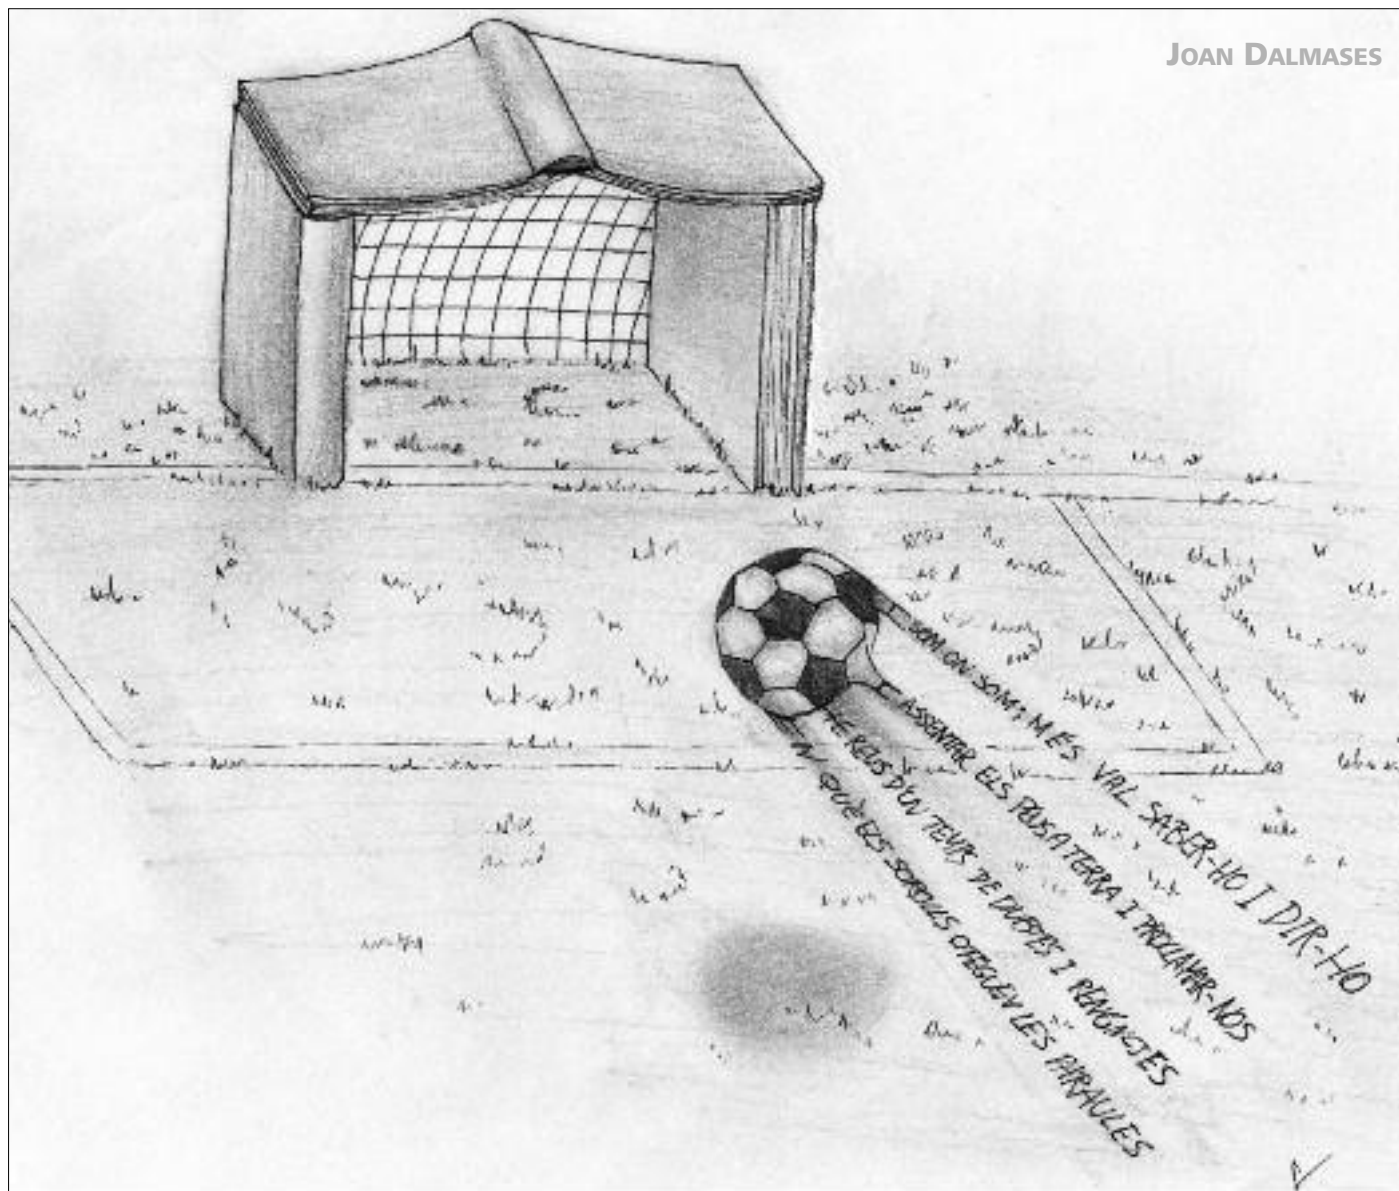 JOAN DALMASES
SOM ON SOM; MÉS VAL SABER-HO I DIR-HO
ASSENTAR ELS PEUS A TERRA I PROCLAMAR-NOS
HEREUS D'UN TEMPS DE DUBTES I RENÚNCIES
EN QUÈ ELS SOROLLS OFEGUEN LES PARAULES